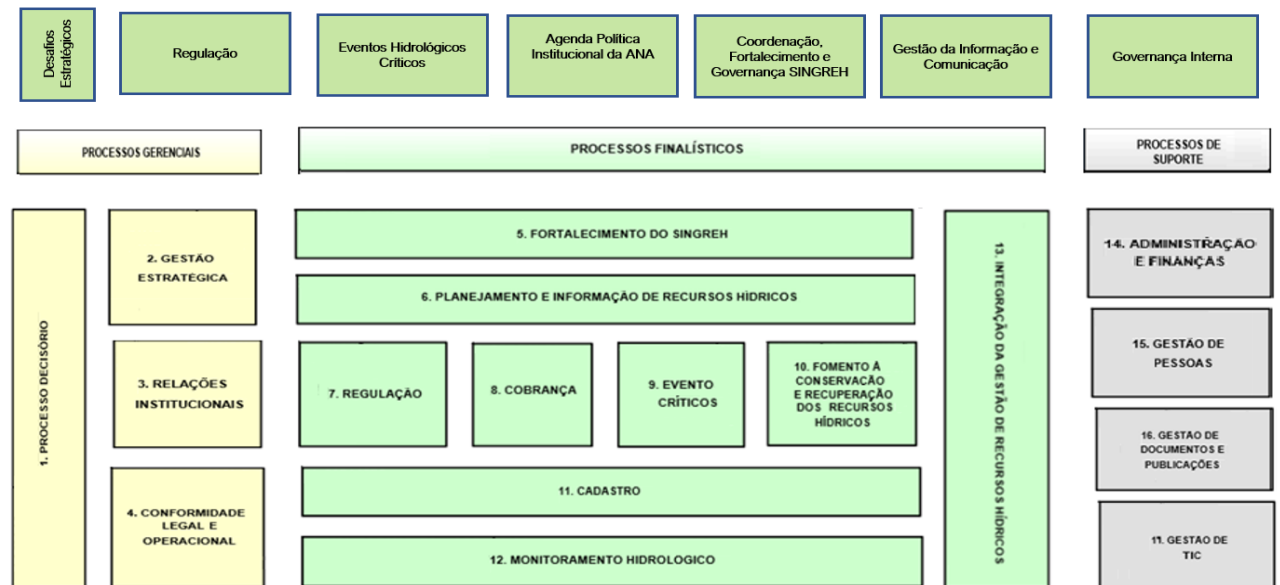 Desafios
Estratégicos
Regulação
Eventos Hidrológicos
Críticos
Agenda Política
Institucional da ANA
Coordenação,
Fortalecimento e
Governança SINGREH
Gestão da Informação e
Comunicação
Governança Interna
PROCESSOS GERENCIAIS
PROCESSOS FINALÍSTICOS
PROCESSOS DE
SUPORTE
1. PROCESSO DECISÓRIO
2. GESTÃO
ESTRATÉGICA
3. RELAÇÕES
INSTITUCIONAIS
4. CONFORMIDADE
LEGAL E
OPERACIONAL
5. FORTALECIMENTO DO SINGREH
6. PLANEJAMENTO E INFORMAÇÃO DE RECURSOS HÍDRICOS
7. REGULAÇÃO
8. COBRANÇA
9. EVENTO
CRÍTICOS
10. FOMENTO À
CONSERVAÇÃO
E RECUPERAÇÃO
DOS RECURSOS
HÍDRICOS
11. CADASTRO
12. MONITORAMENTO HIDROLOGICO
13. INTEGRAÇÃO DA GESTÃO DE RECURSOS HÍDRICOS
14. ADMINISTRAÇÃO
E FINANÇAS
15. GESTÃO DE
PESSOAS
16. GESTÃO DE
DOCUMENTOS E
PUBLICAÇÕES
17. GESTAO DE
TIC